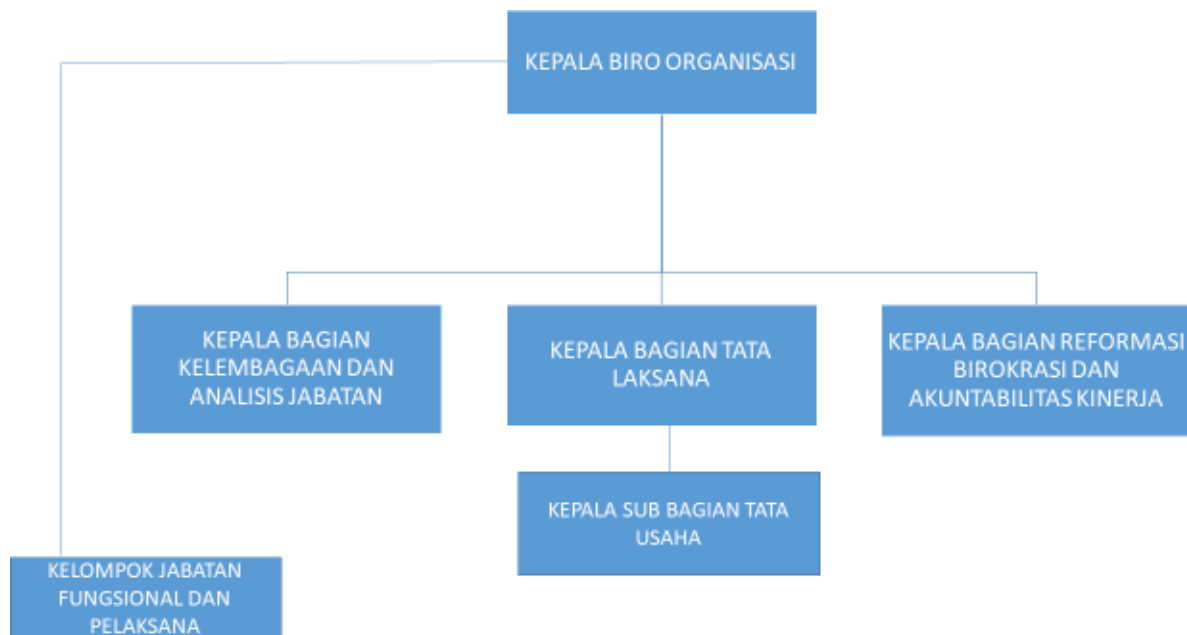 KEPALA BIRO ORGANISASI
KEPALA BAGIAN
KELEMBAGAAN DAN
ANALISIS JABATAN
KEPALA BAGIAN TATA
LAKSANA
KEPALA BAGIAN REFORMASI
BIROKRASI DAN
AKUNTABILITAS KINERJA
KEPALA SUB BAGIAN TATA
USAHA
KELOMPOK JABATAN
FUNGSIONAL DAN
PELAKSANA